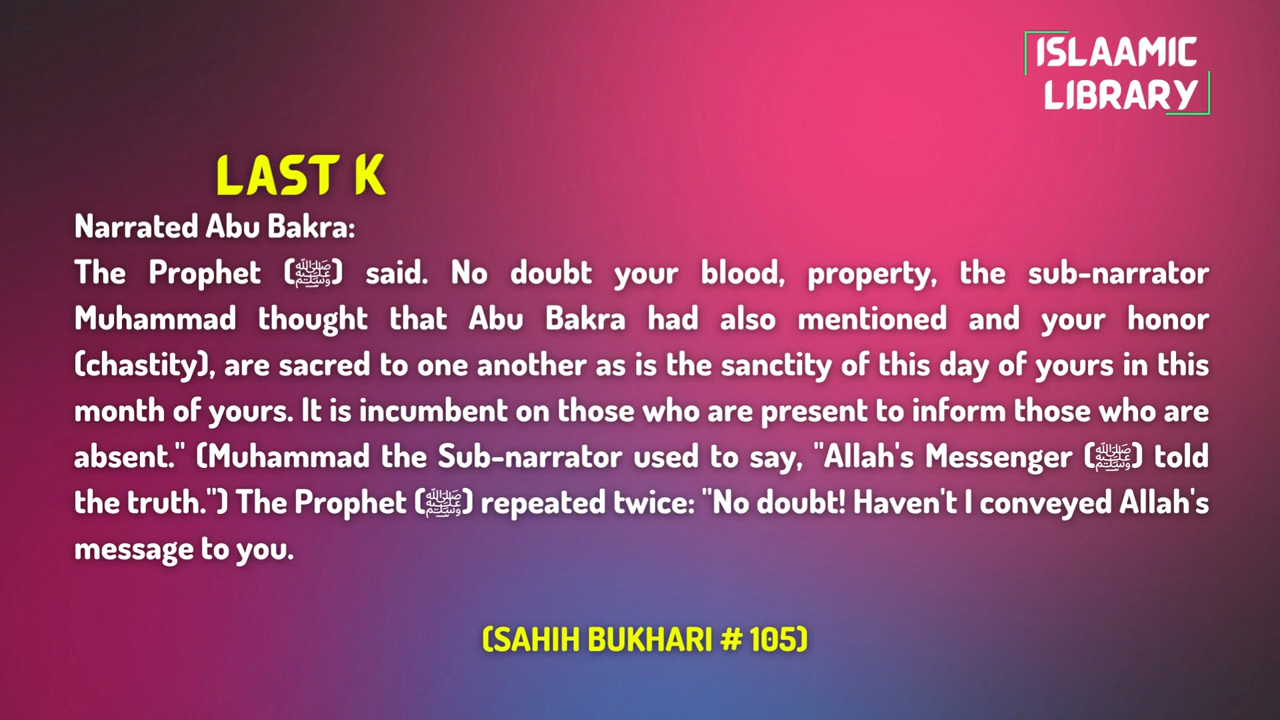 ISLAAMIC
LIBRARY
LAST K
Narrated Abu Bakra:
The Prophet (ﷺ) said. No doubt your blood, property, the sub-narrator
Muhammad thought that Abu Bakra had also mentioned and your honor
(chastity), are sacred to one another as is the sanctity of this day of yours in this
month of yours. It is incumbent on those who are present to inform those who are
absent." (Muhammad the Sub-narrator used to say, "Allah's Messenger (ﷺ) told
the truth.") The Prophet (ﷺ) repeated twice: "No doubt! Haven't I conveyed Allah's
message to you.
(SAHIH BUKHARI # 105)